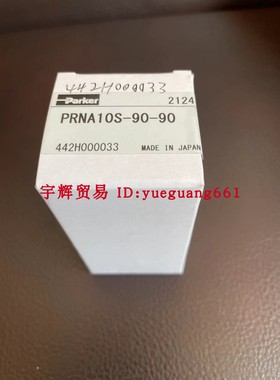 442H000033
Parker 2124
PRNA10S-90-90
442H000033 MADE IN JAPAN
宇辉贸易 ID:yueguang661